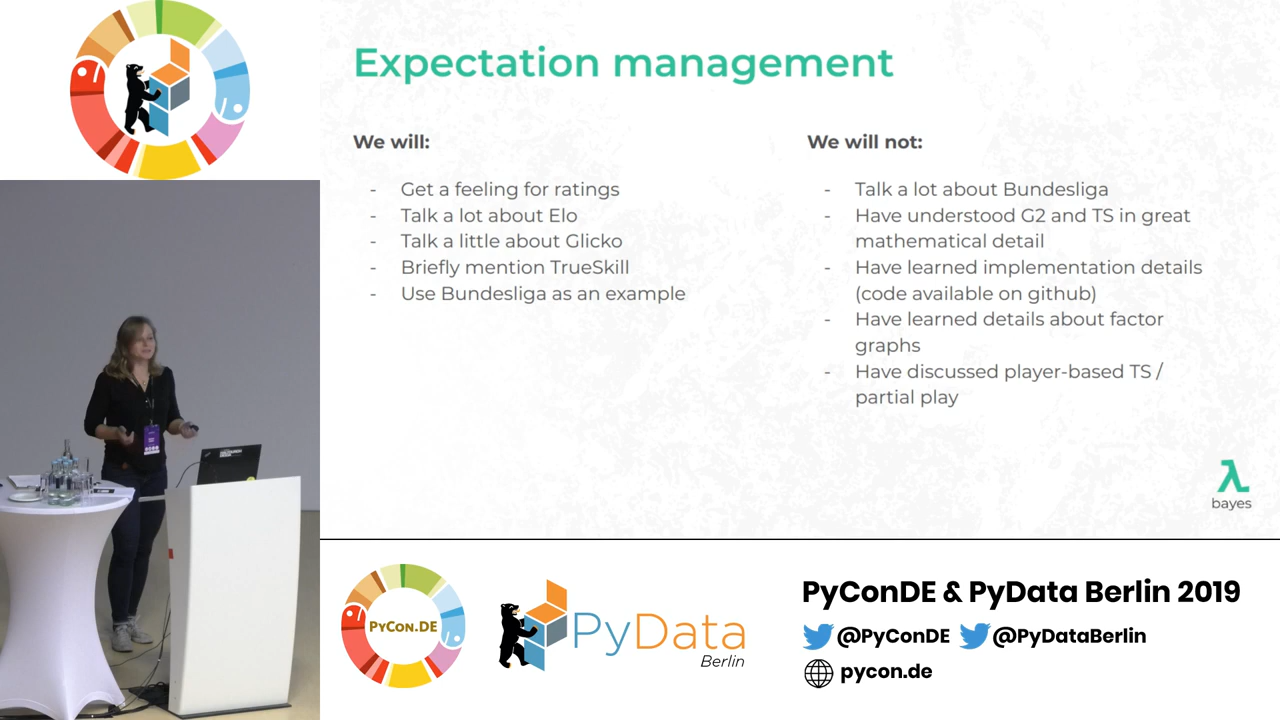 Expectation management
We will:
- Get a feeling for ratings
- Talk a lot about Elo
- Talk a little about Glicko
- Briefly mention TrueSkill
- Use Bundesliga as an example
We will not:
- Talk a lot about Bundesliga
- Have understood G2 and TS in great
mathematical detail
- Have learned implementation details
(code available on github)
- Have learned details about factor
graphs
- Have discussed player-based TS /
partial play
bayes
PYCON.DE
PyData
Berlin
PyConDE & PyData Berlin 2019
@PyConDE @PyDataBerlin
pycon.de